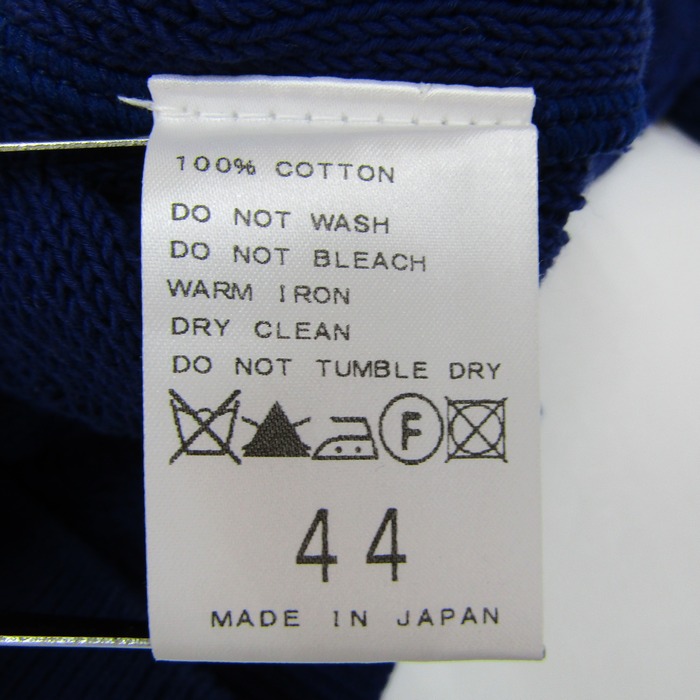 100% COTTON
DO NOT WASH
DO NOT BLEACH
WARM IRON
DRY CLEAN
DO NOT TUMBLE DRY
F
44
MADE IN JAPAN